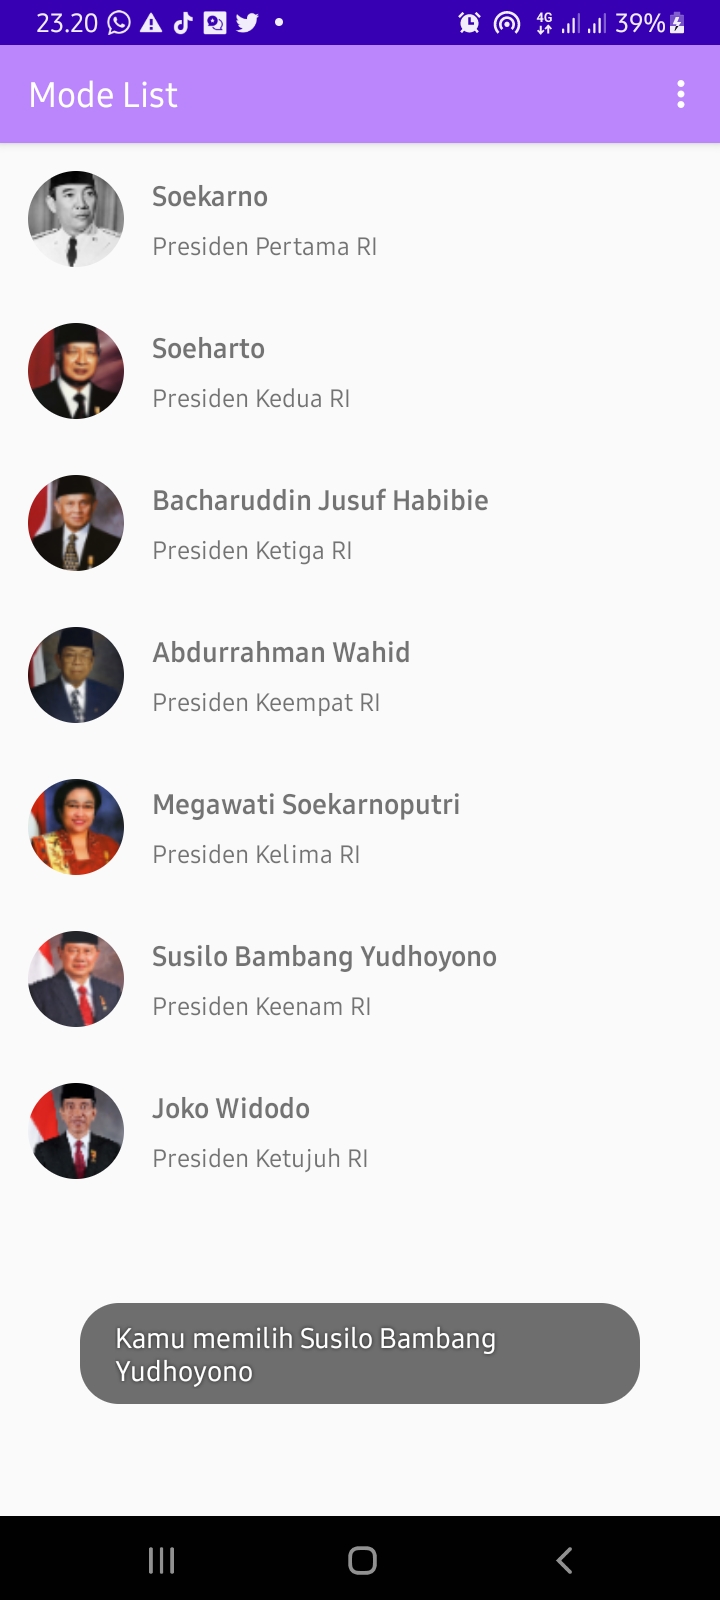 23.20 4G 39%
Mode List
Soekarno
Presiden Pertama RI
Soeharto
Presiden Kedua RI
Bacharuddin Jusuf Habibie
Presiden Ketiga RI
Abdurrahman Wahid
Presiden Keempat RI
Megawati Soekarnoputri
Presiden Kelima RI
Susilo Bambang Yudhoyono
Presiden Keenam RI
Joko Widodo
Presiden Ketujuh RI
Kamu memilih Susilo Bambang
Yudhoyono